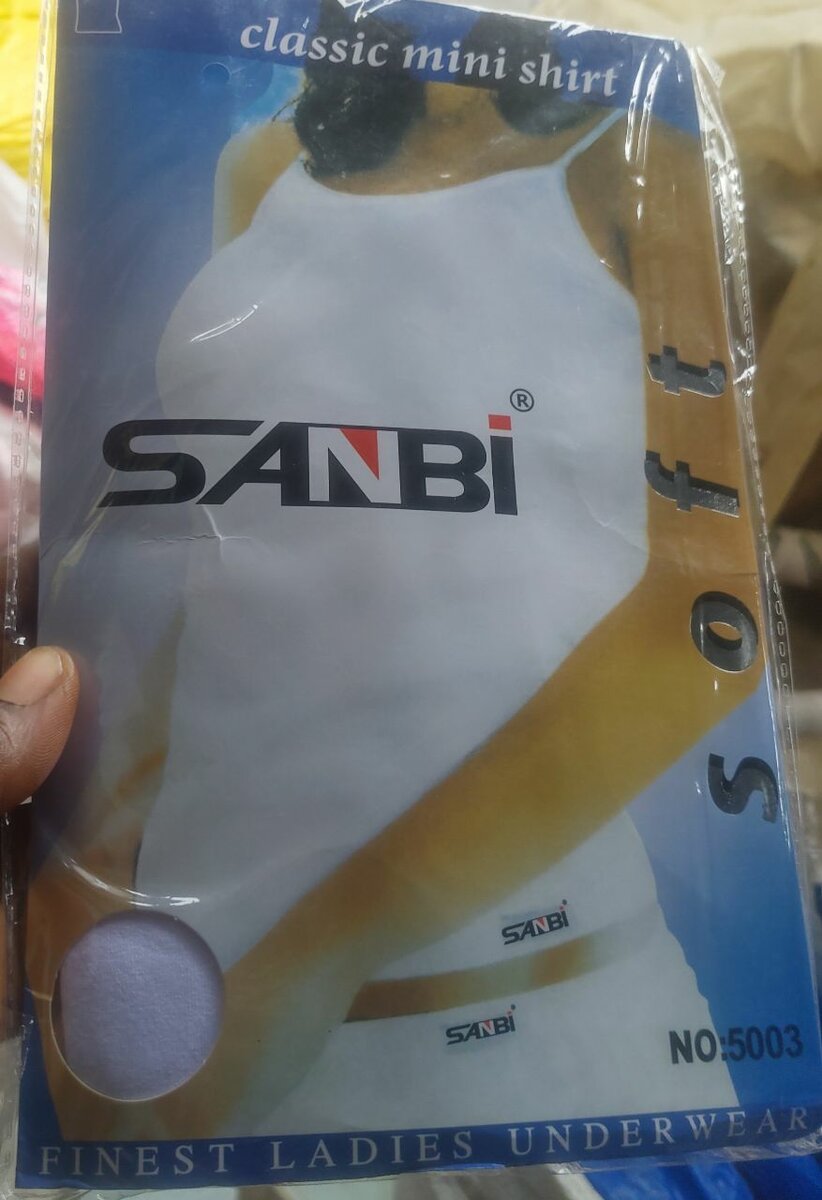 classic mini shirt
SANBi®
soft
SANBi
SANBi
NO:5003
FINEST LADIES UNDERWEAR